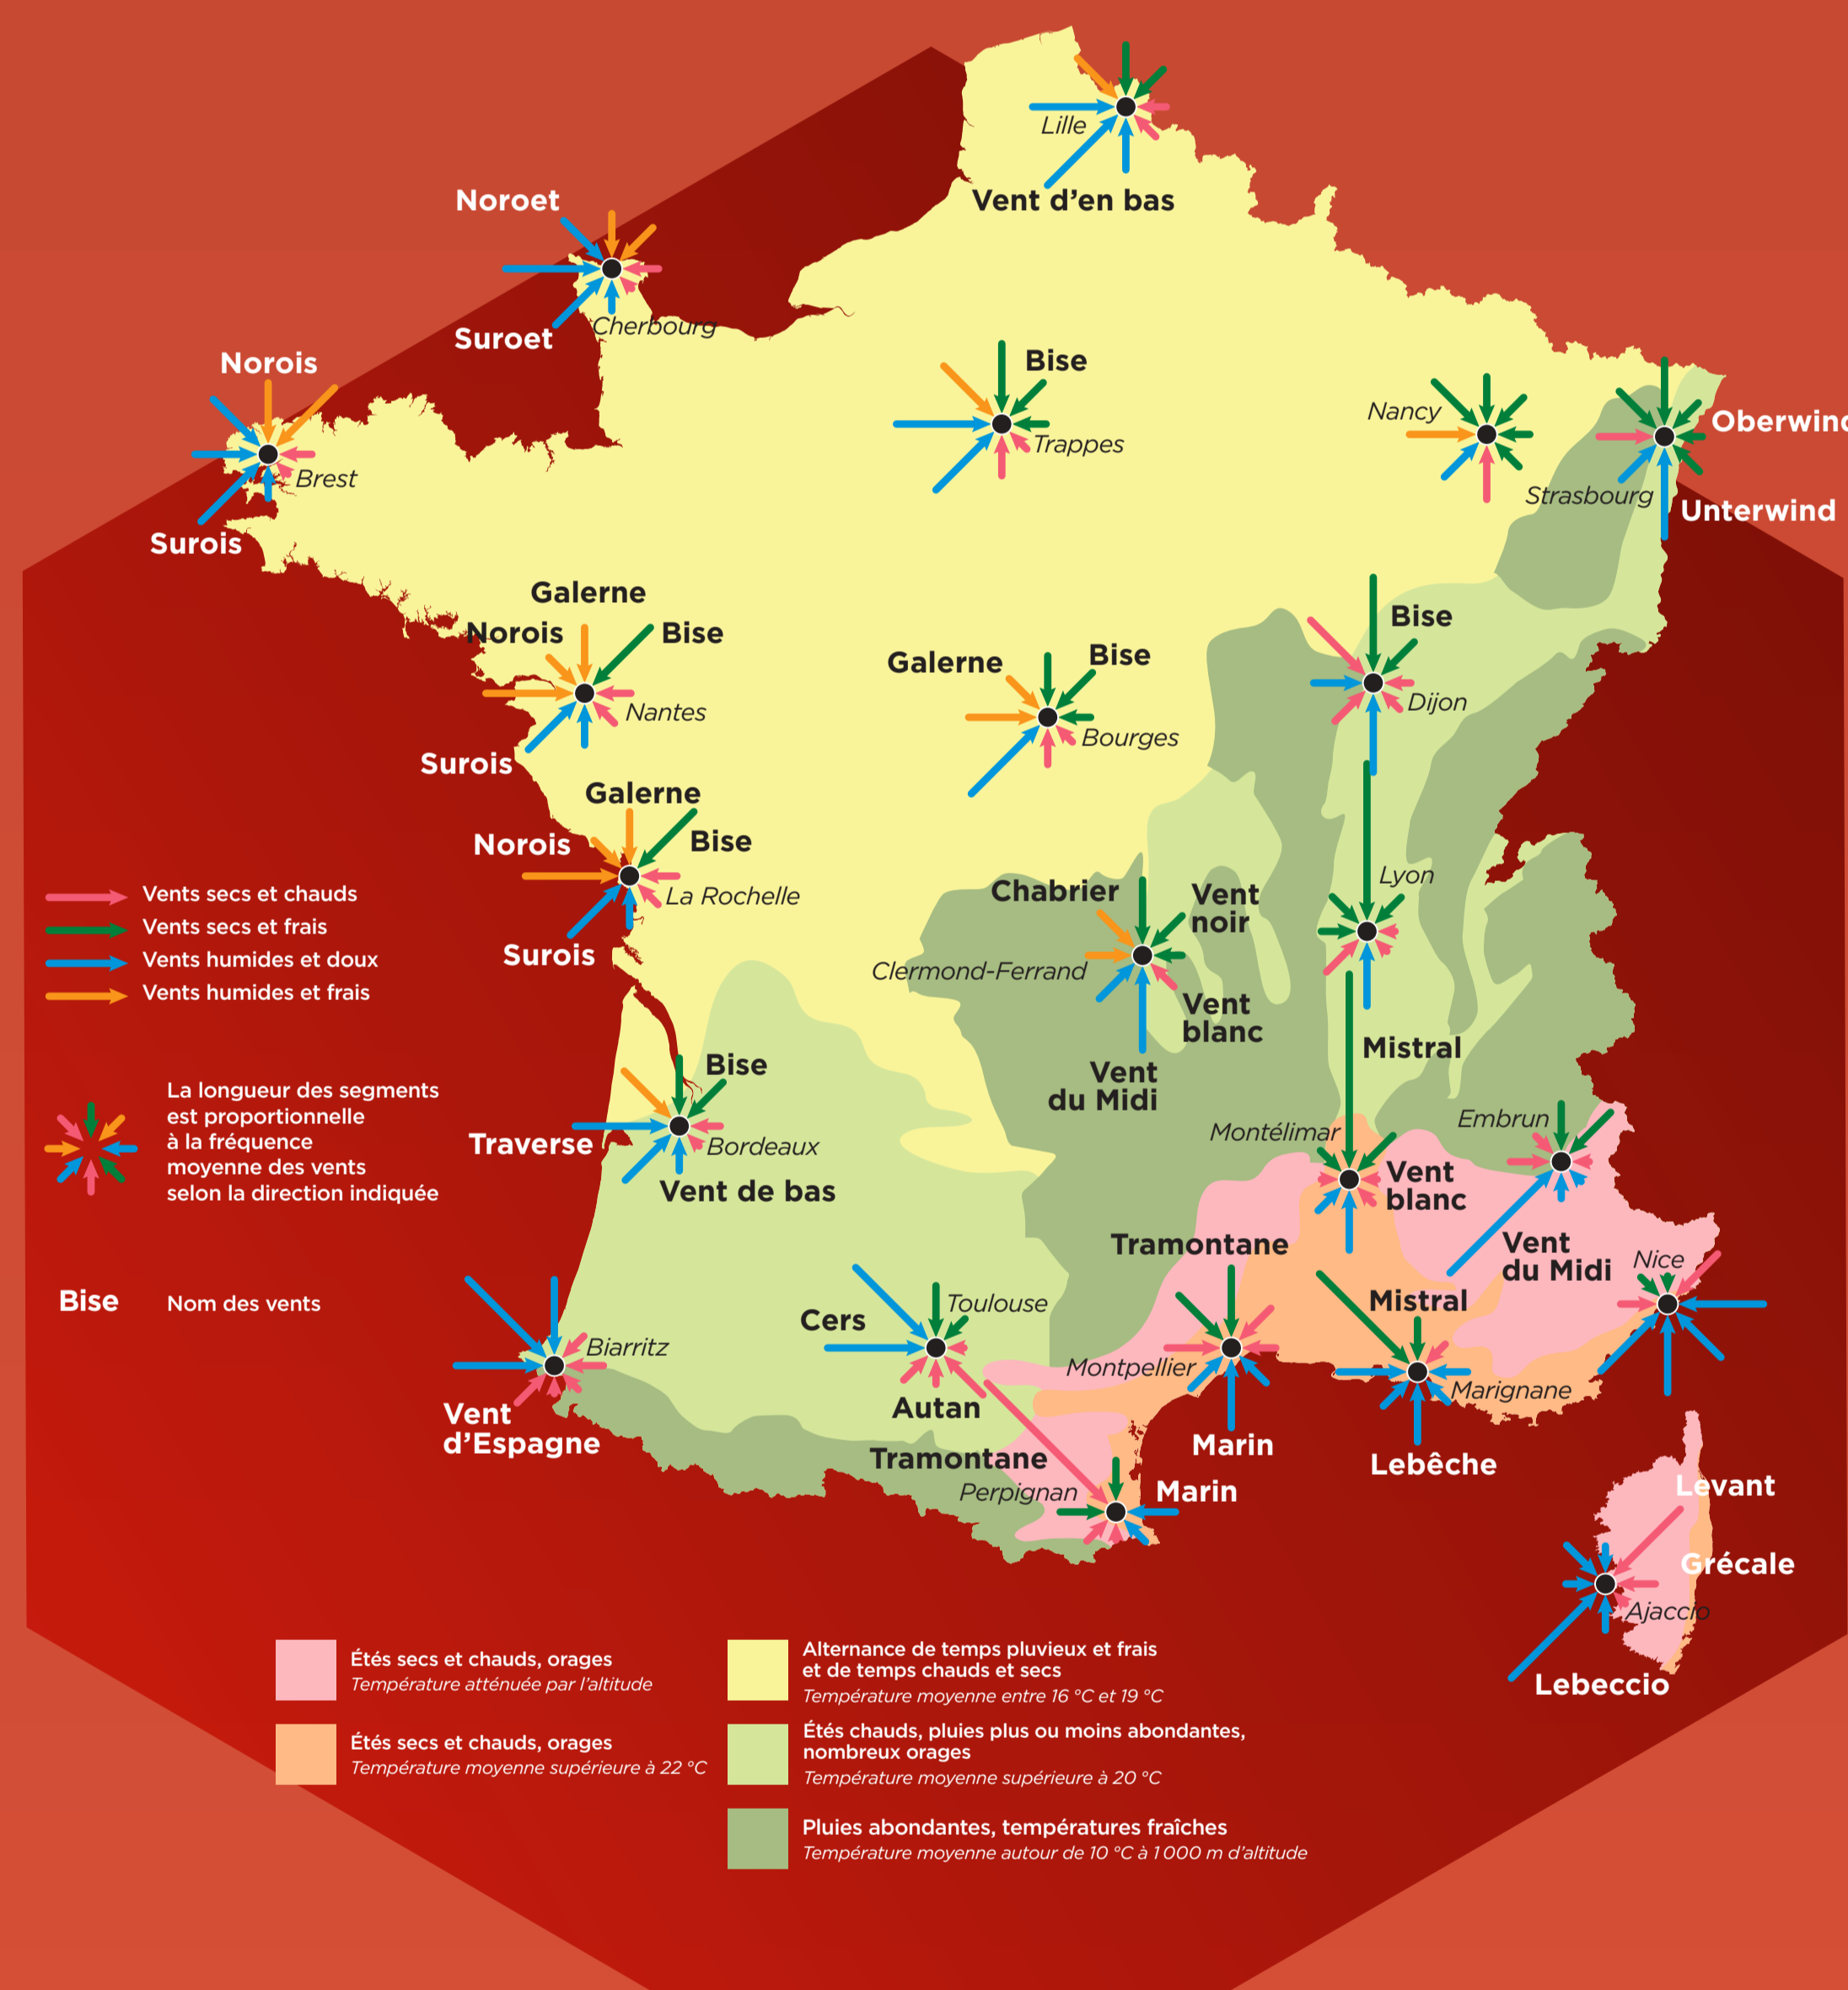 Lille
Vent d’en bas
Noroet
Suroet
Cherbourg
Norois
Brest
Surois
Bise
Trappes
Nancy
Oberwind
Strasbourg
Unterwind
Galerne
Norois
Bise
Nantes
Surois
Galerne
Bise
Bourges
Bise
Dijon
Galerne
Norois
Bise
La Rochelle
Surois
Lyon
Chabrier
Vent
noir
Clermond-Ferrand
Vent
blanc
Vent
du Midi
Mistral
Vents secs et chauds
Vents secs et frais
Vents humides et doux
Vents humides et frais
La longueur des segments
est proportionnelle
à la fréquence
moyenne des vents
selon la direction indiquée
Bise
Nom des vents
Bise
Traverse
Bordeaux
Vent de bas
Montélimar
Vent
blanc
Embrun
Vent
du Midi
Nice
Tramontane
Montpellier
Marin
Mistral
Marignane
Lebêche
Cers
Toulouse
Autan
Biarritz
Vent
d’Espagne
Tramontane
Perpignan
Marin
Levant
Grécale
Ajaccio
Lebeccio
Étés secs et chauds, orages
Température atténuée par l’altitude
Étés secs et chauds, orages
Température moyenne supérieure à 22 °C
Alternance de temps pluvieux et frais
et de temps chauds et secs
Température moyenne entre 16 °C et 19 °C
Étés chauds, pluies plus ou moins abondantes,
nombreux orages
Température moyenne supérieure à 20 °C
Pluies abondantes, températures fraîches
Température moyenne autour de 10 °C à 1 000 m d’altitude